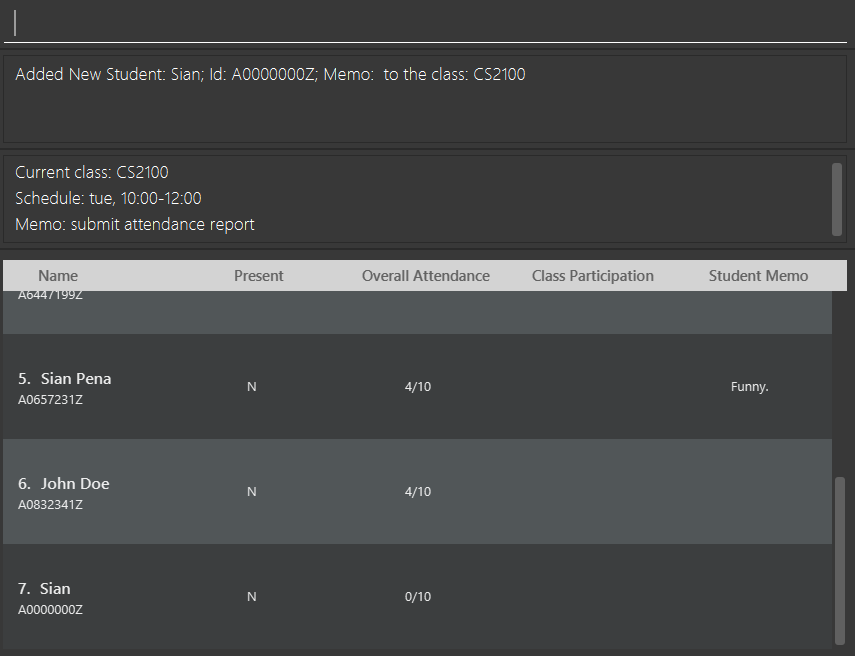 Added New Student: Sian; Id: A0000000Z; Memo:  to the class: CS2100
Current class: CS2100
Schedule: tue, 10:00-12:00
Memo: submit attendance report
Name Present Overall Attendance Class Participation Student Memo
A6447199Z
5. Sian Pena
A0657231Z
N 4/10 Funny.
6. John Doe
A0832341Z
N 4/10
7. Sian
A0000000Z
N 0/10